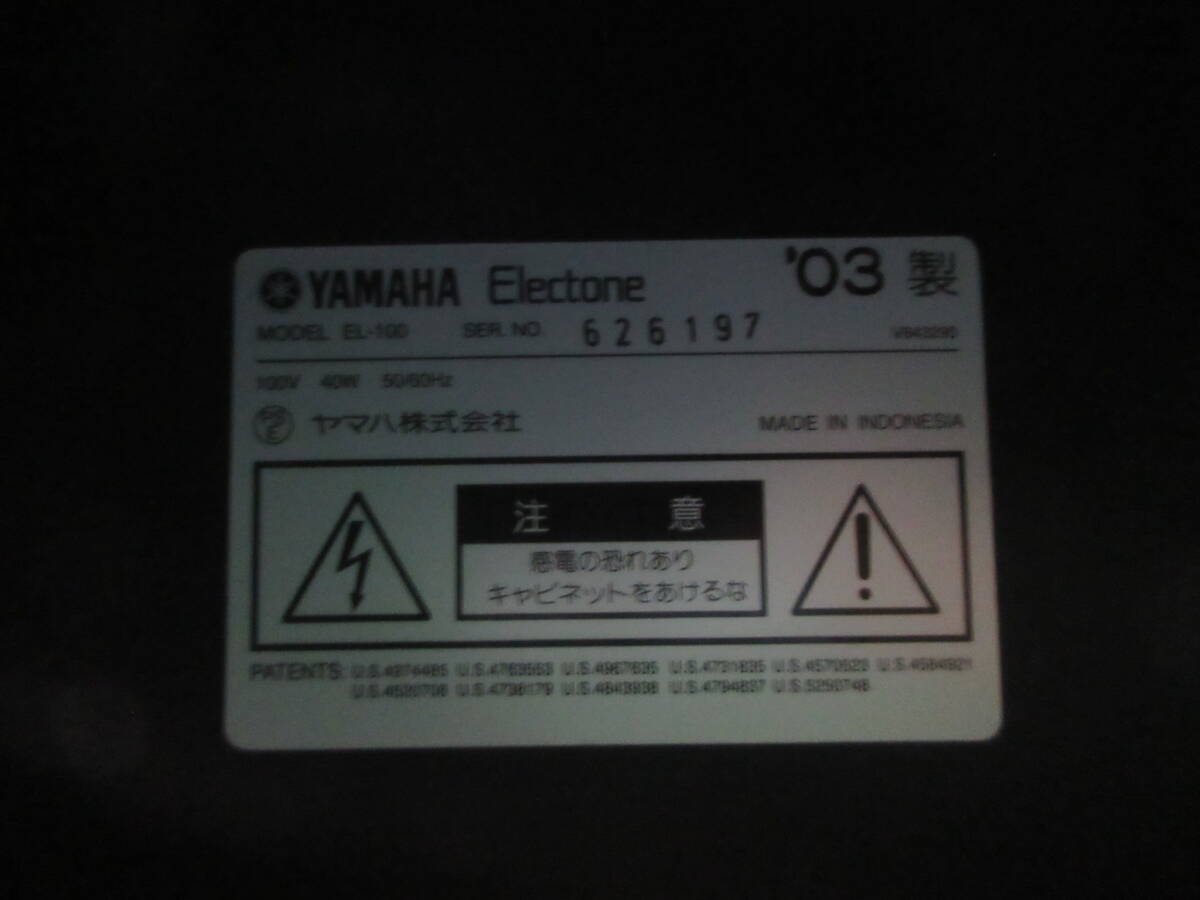 YAMAHA Electone '03 製
MODEL EL-100 SER. NO. 626197
100V 40W 50/60Hz
ヤマハ株式会社 MADE IN INDONESIA
注意
感電の恐れあり
キャビネットをあけるな
PATENTS: U.S. U.S.4763553 U.S. U.S. U.S. U.S.
U.S. U.S. U.S. U.S. U.S.